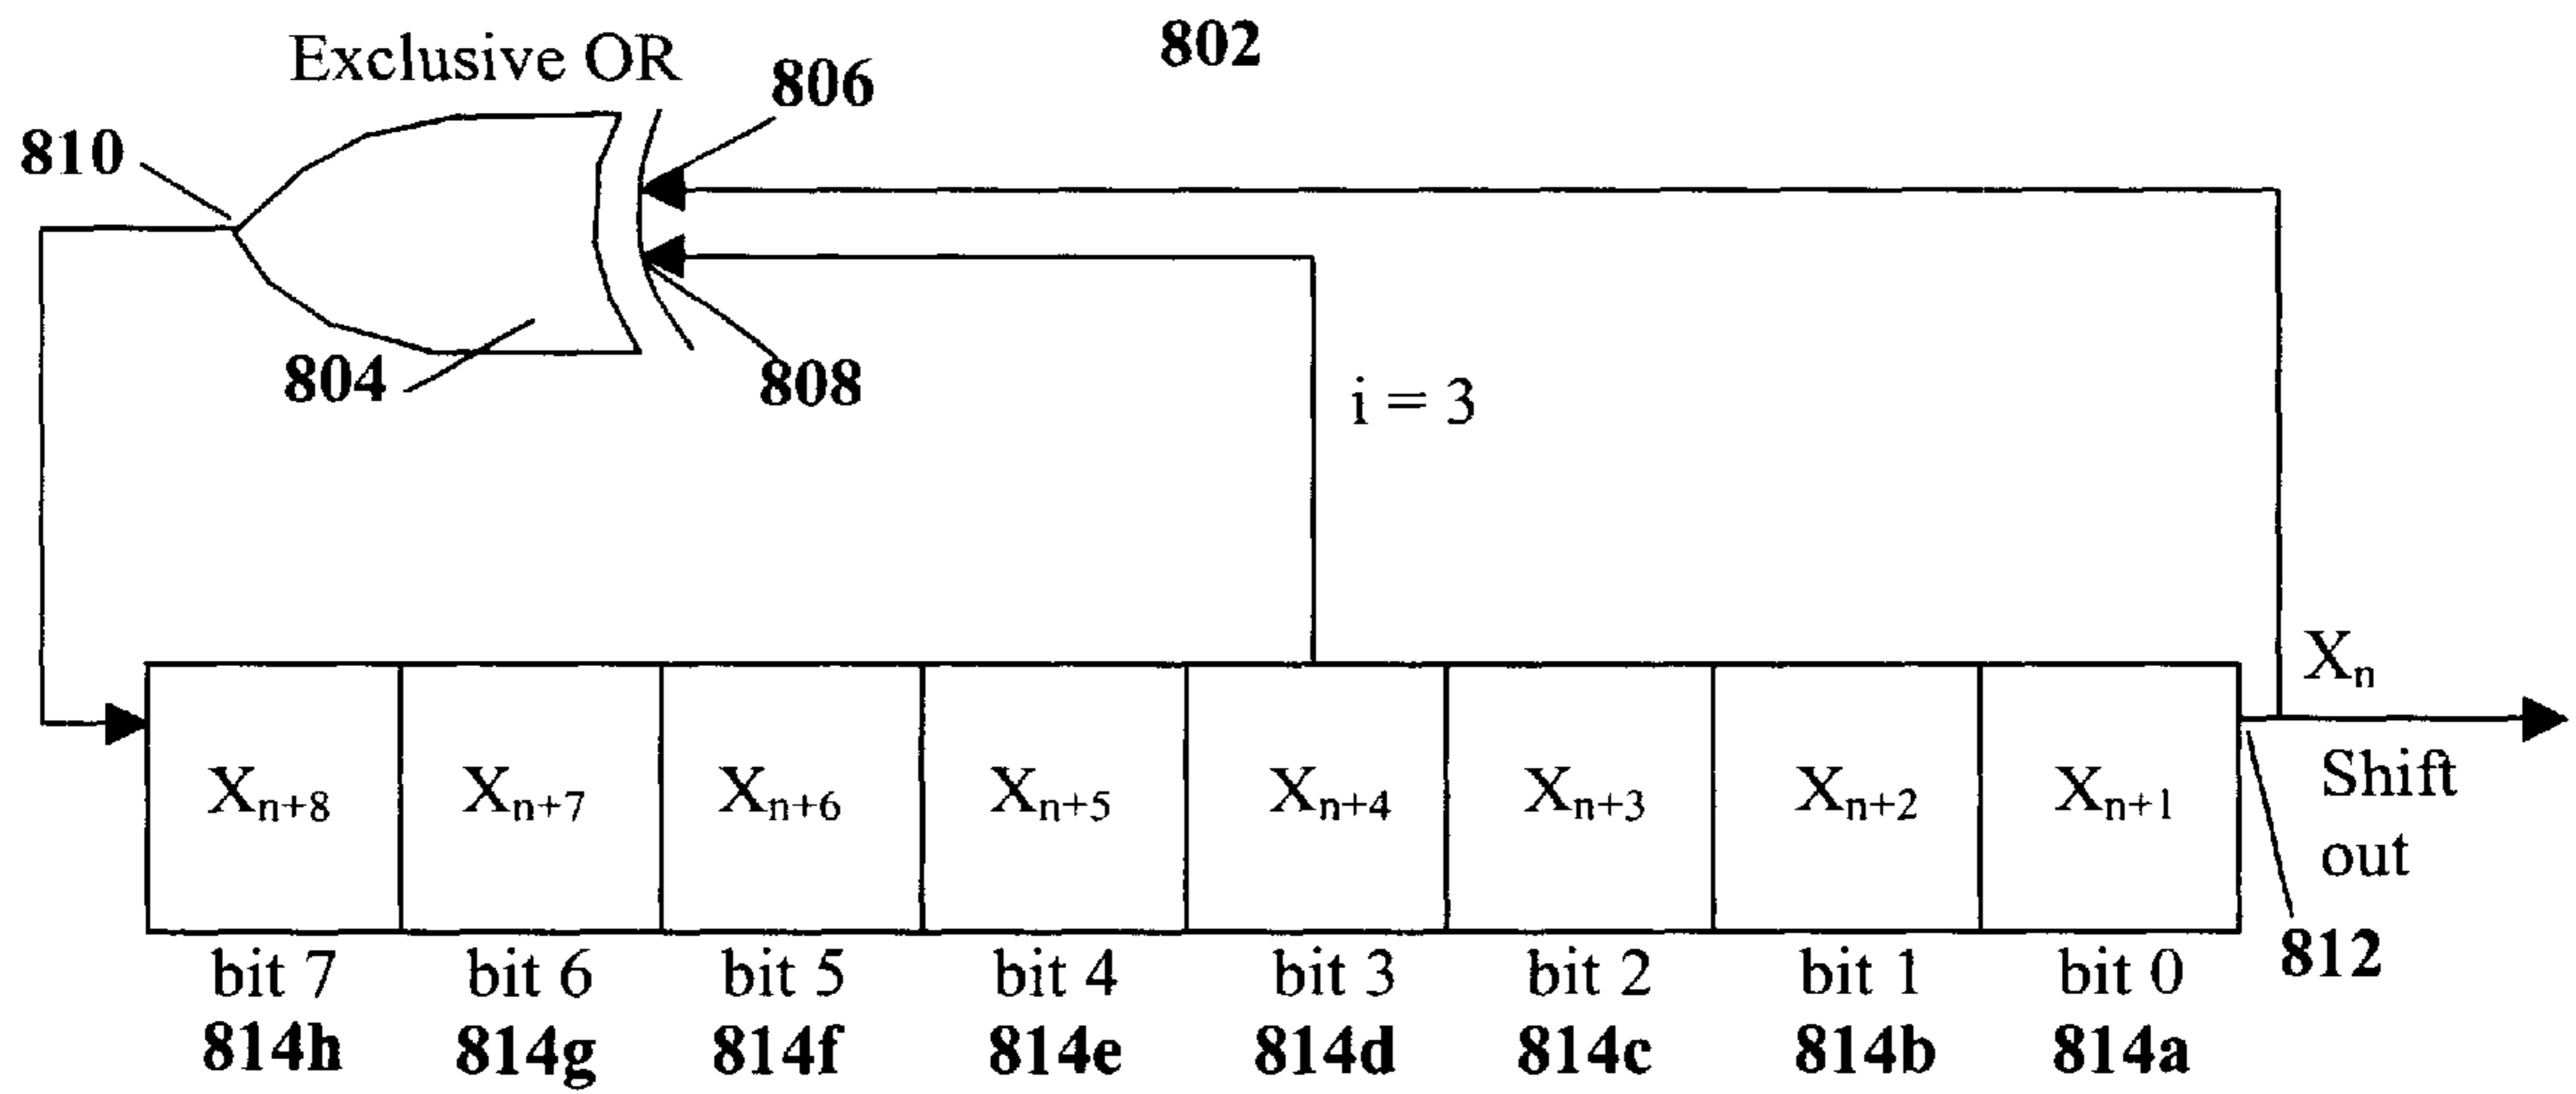 802
Exclusive OR
806
810
804
808
i = 3
Xn
Shift
out
812
Xn+8 Xn+7 Xn+6 Xn+5 Xn+4 Xn+3 Xn+2 Xn+1
bit 7 bit 6 bit 5 bit 4 bit 3 bit 2 bit 1 bit 0
814h 814g 814f 814e 814d 814c 814b 814a